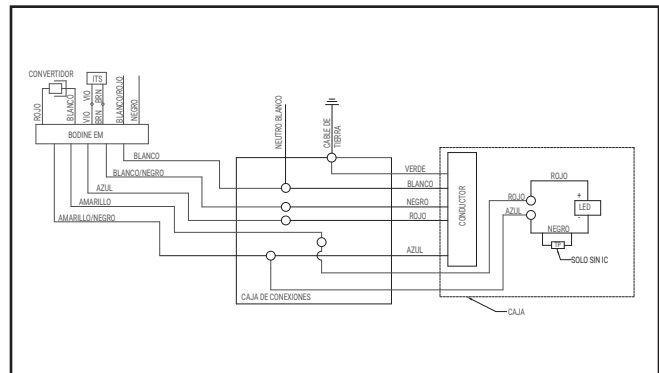 CONVERTIDOR
ITS
ROJO
BLANCO
VIO
VIO
BRN
BRN
BLANCO/ROJO
NEGRO
BODINE EM
NEUTRO BLANCO
CABLE DE
TIERRA
BLANCO
BLANCO/NEGRO
AZUL
AMARILLO
AMARILLO/NEGRO
VERDE
BLANCO
NEGRO
ROJO
AZUL
CONDUCTOR
ROJO
ROJO
AZUL
+
LED
-
NEGRO
TP
SOLO SIN IC
CAJA DE CONEXIONES
CAJA